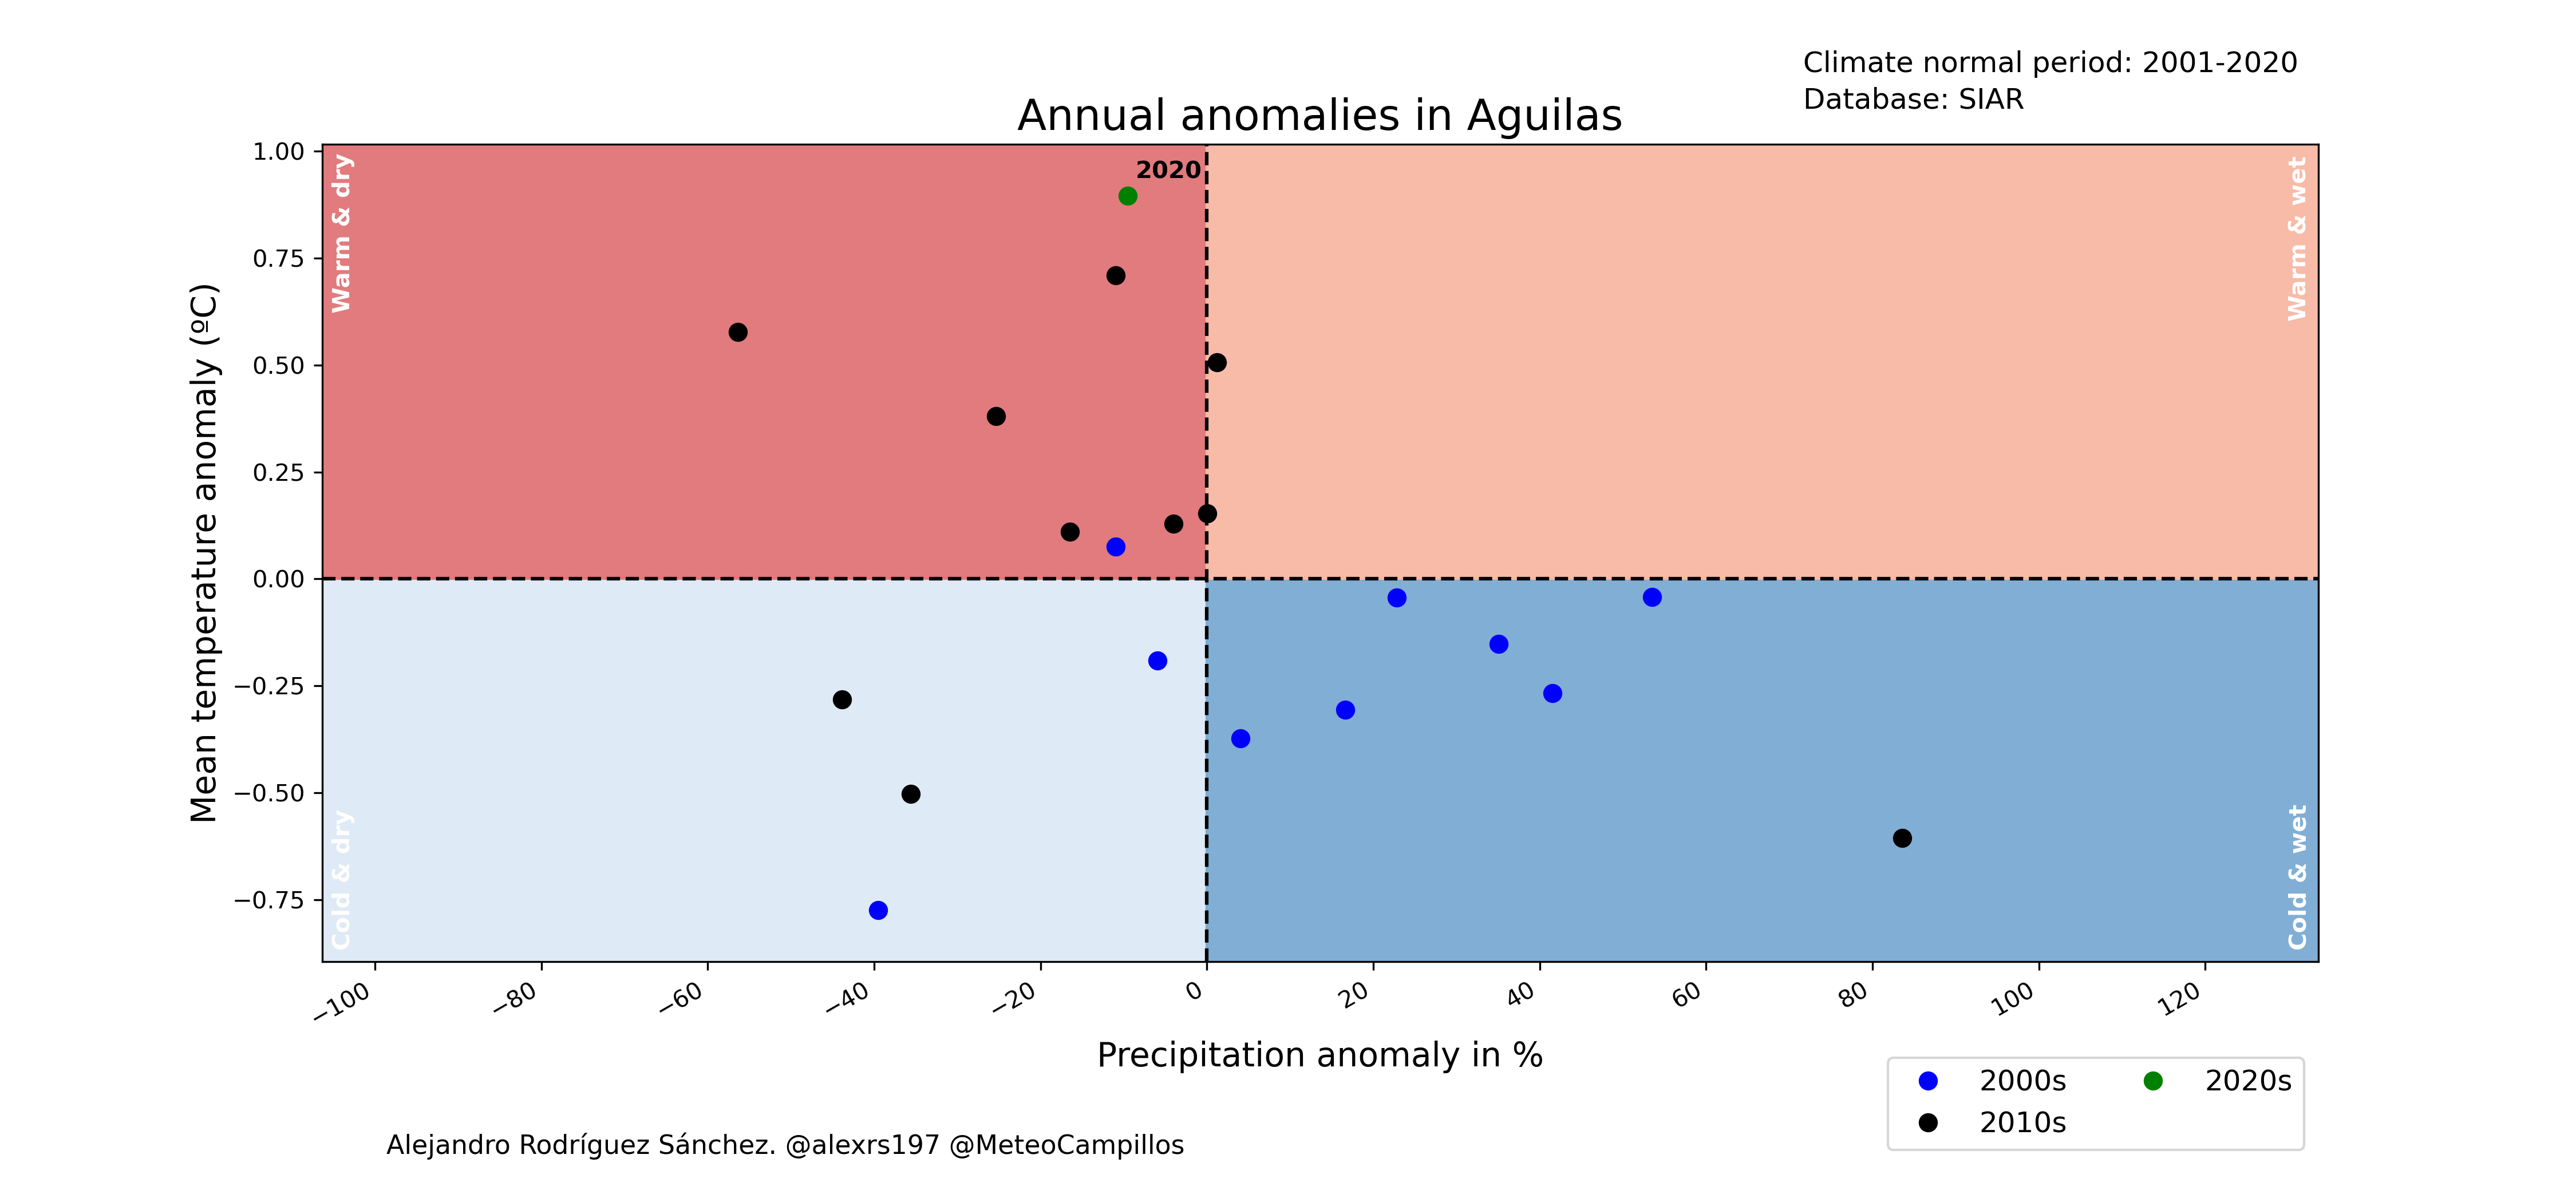 Climate normal period: 2001-2020
Database: SIAR
Annual anomalies in Aguilas
1.00
0.75
0.50
0.25
0.00
−0.25
−0.50
−0.75
Mean temperature anomaly (ºC)
Warm & dry
2020
Warm & wet
Cold & dry
Cold & wet
−100
−80
−60
−40
−20
0
20
40
60
80
100
120
Precipitation anomaly in %
2000s
2010s
2020s
Alejandro Rodríguez Sánchez. @alexrs197 @MeteoCampillos